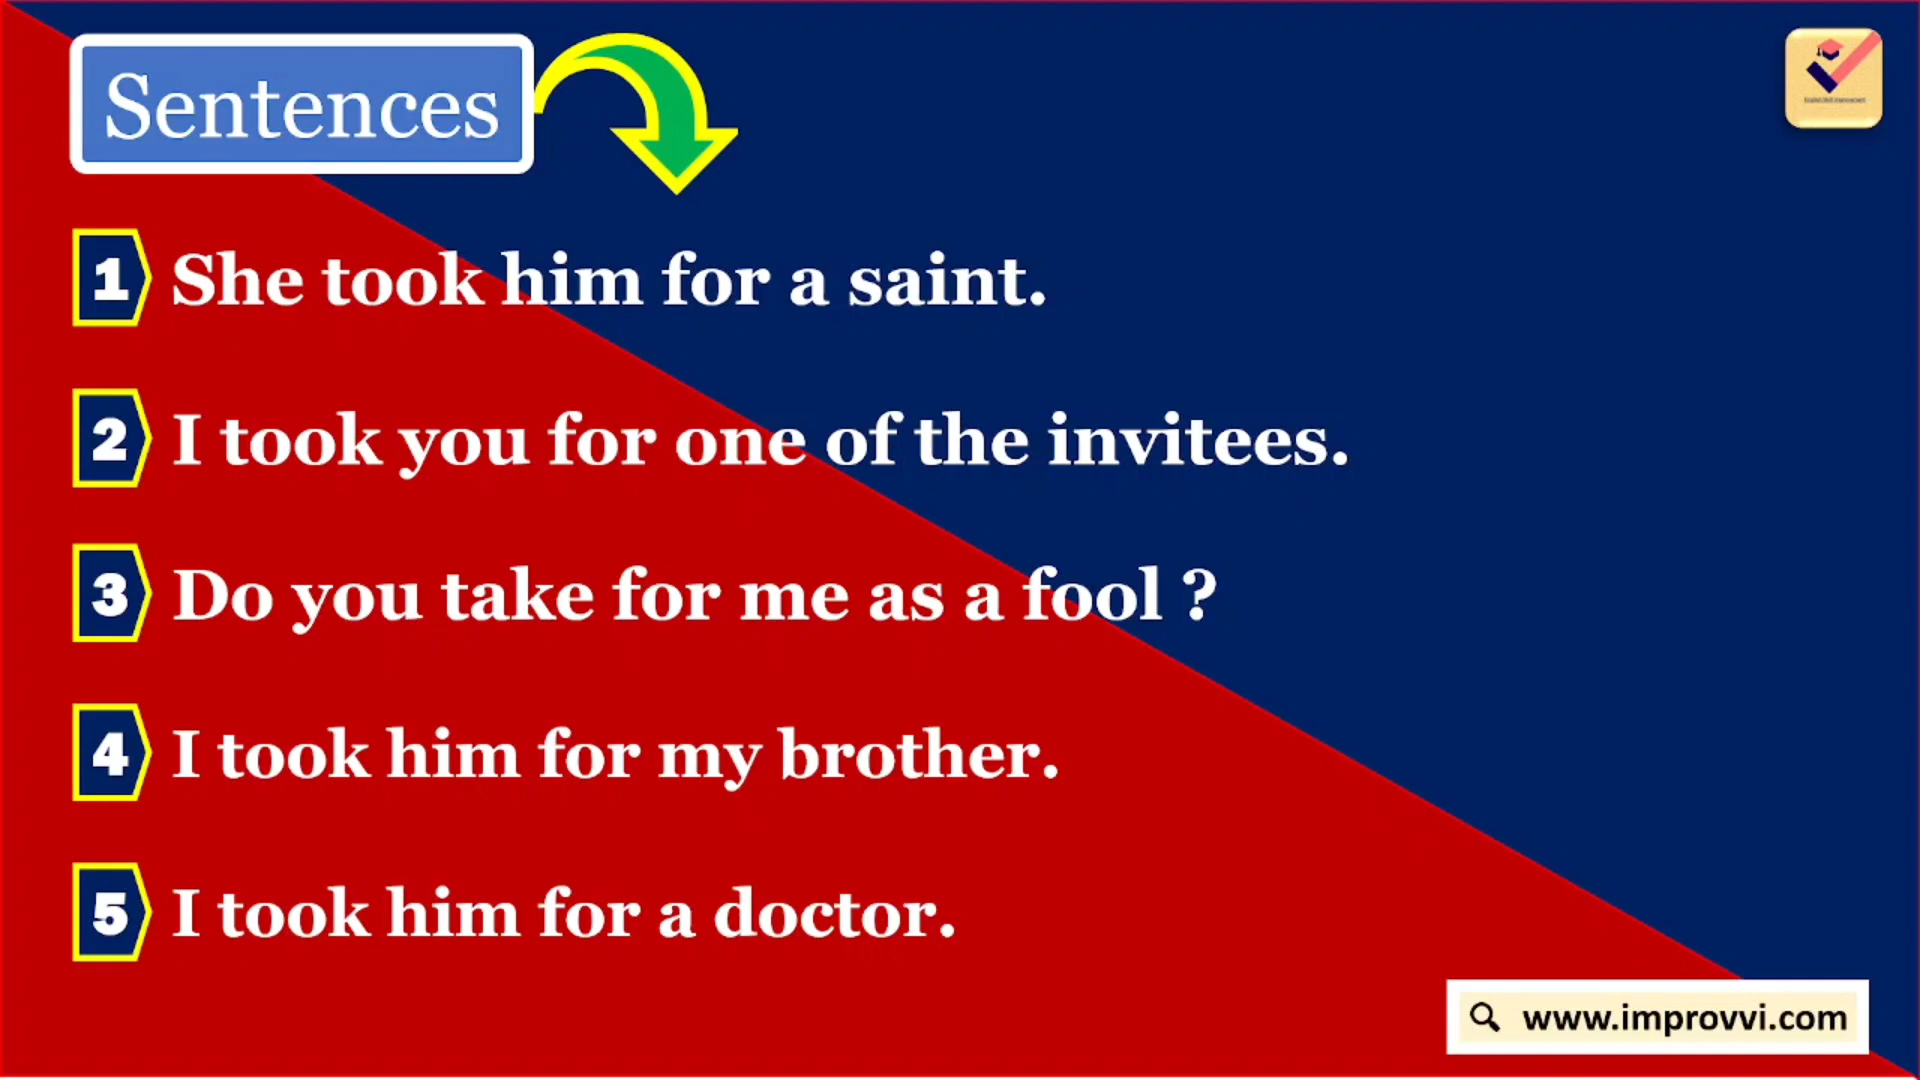 Sentences
1 She took him for a saint.
2 I took you for one of the invitees.
3 Do you take for me as a fool ?
4 I took him for my brother.
5 I took him for a doctor.
www.improvvi.com